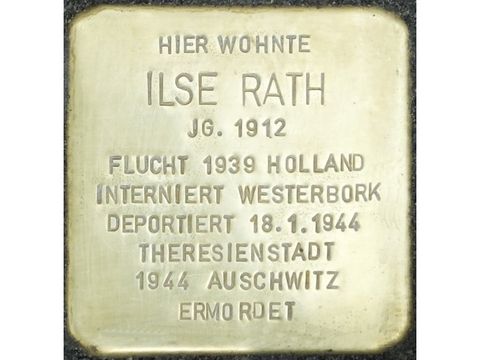 HIER WOHNTE
ILSE RATH
JG. 1912
FLUCHT 1939 HOLLAND
INTERNIERT WESTERBORK
DEPORTIERT 18.1.1944
THERESIENSTADT
1944 AUSCHWITZ
ERMORDET